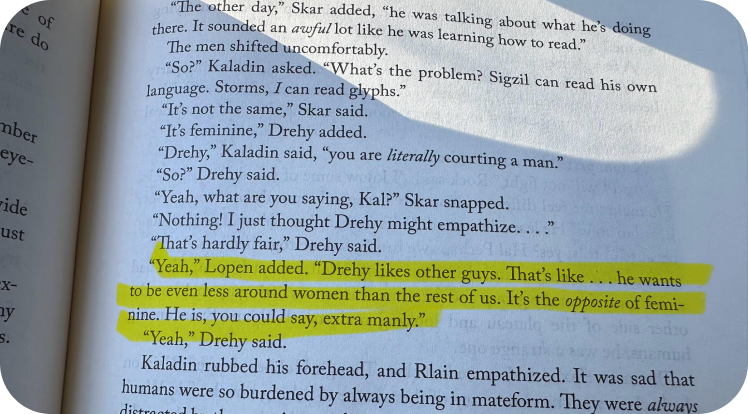 e of
re do
mber
eye-
vide
ust
ex-
ny
s.
"The other day," Skar added, "he was talking about what he's doing
there. It sounded an awful lot like he was learning how to read."
The men shifted uncomfortably.
"So?" Kaladin asked. "What's the problem? Sigzil can read his own
language. Storms, I can read glyphs."
"It's not the same," Skar said.
"It's feminine," Drehy added.
"Drehy," Kaladin said, "you are literally courting a man."
"So?" Drehy said.
"Yeah, what are you saying, Kal?" Skar snapped.
"Nothing! I just thought Drehy might empathize. . . ."
"That's hardly fair," Drehy said.
"Yeah," Lopen added. "Drehy likes other guys. That's like . . . he wants
to be even less around women than the rest of us. It's the opposite of femi-
nine. He is, you could say, extra manly."
"Yeah," Drehy said.
Kaladin rubbed his forehead, and Rlain empathized. It was sad that
humans were so burdened by always being in mateform. They were always
distracted by the